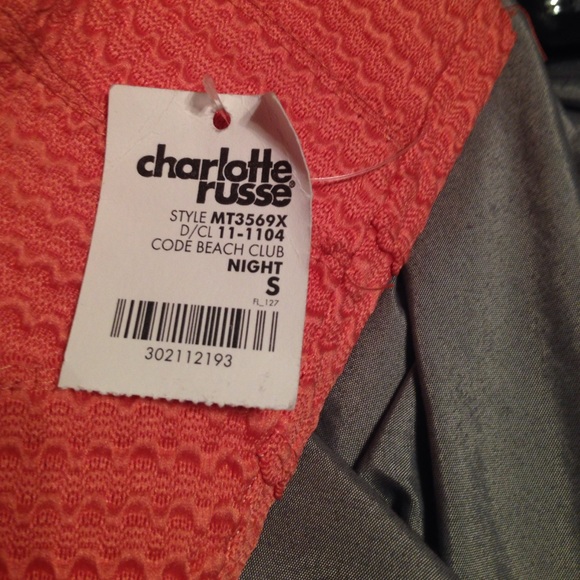 charlotte
russe®
STYLE MT3569X
D/CL 11-1104
CODE BEACH CLUB
NIGHT
S
FL_127
302112193